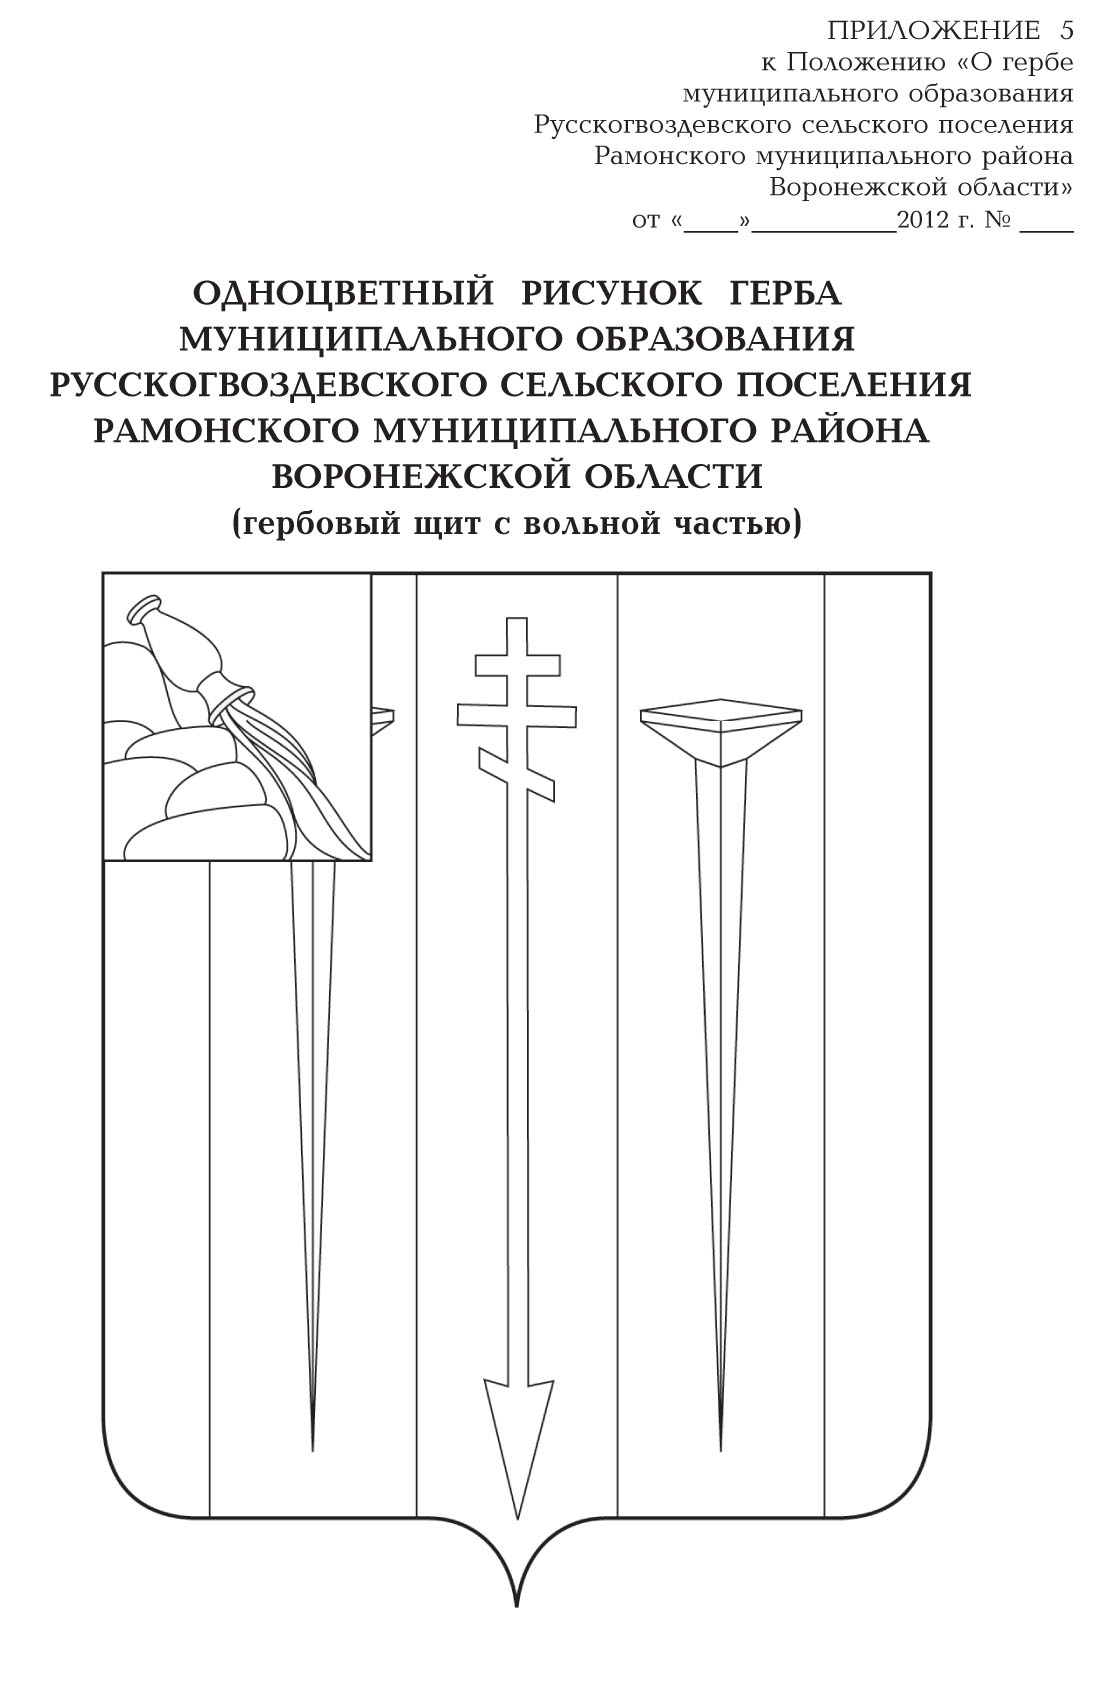 ПРИЛОЖЕНИЕ 5
к Положению «О гербе
муниципального образования
Русскогвоздевского сельского поселения
Рамонского муниципального района
Воронежской области»
от «____»___________2012 г. № ____
ОДНОЦВЕТНЫЙ РИСУНОК ГЕРБА
МУНИЦИПАЛЬНОГО ОБРАЗОВАНИЯ
РУССКОГВОЗДЕВСКОГО СЕЛЬСКОГО ПОСЕЛЕНИЯ
РАМОНСКОГО МУНИЦИПАЛЬНОГО РАЙОНА
ВОРОНЕЖСКОЙ ОБЛАСТИ
(гербовый щит с вольной частью)